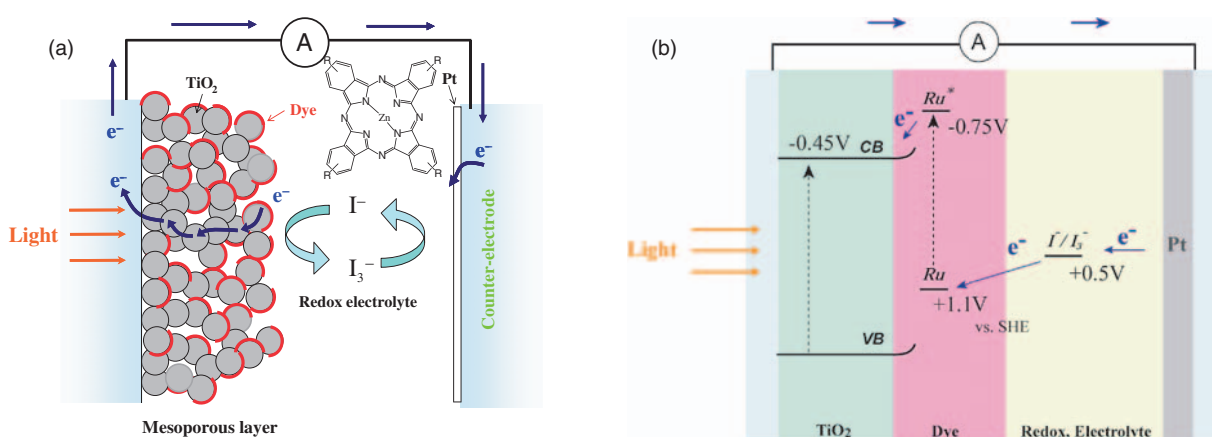 (a)
A
TiO2
Dye
R
R
N
N
N
N
Zn
N
N
N
N
R
R
Pt
e⁻
e⁻
e⁻
e⁻
e⁻
Light
I⁻
I3⁻
Redox electrolyte
Counter-electrode
Mesoporous layer
(b)
A
Ru*
e⁻
-0.75V
-0.45V
CB
Light
e⁻
I⁻/I3⁻
e⁻
Pt
+0.5V
Ru
+1.1V
vs. SHE
VB
TiO2
Dye
Redox, Electrolyte